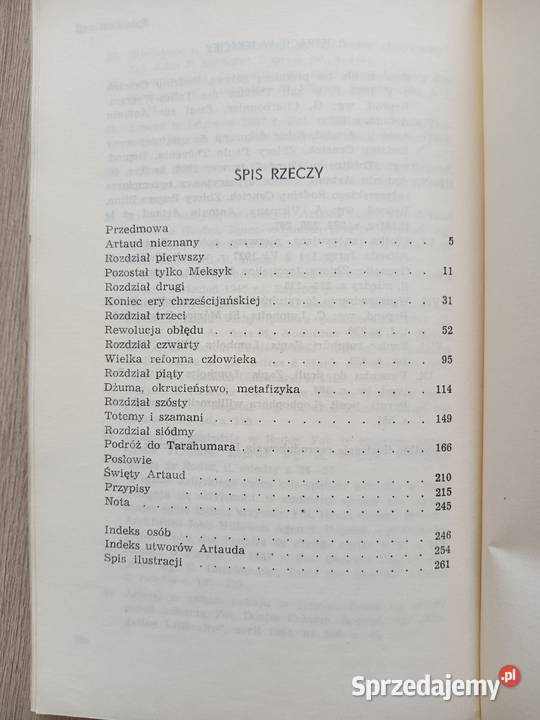 SPIS RZECZY
Przedmowa
Artaud nieznany . . . . . . . . . . . . 5
Rozdział pierwszy
Pozostał tylko Meksyk . . . . . . . . . . 11
Rozdział drugi
Koniec ery chrześcijańskiej . . . . . . . . . 31
Rozdział trzeci
Rewolucja obłędu . . . . . . . . . . . . 52
Rozdział czwarty
Wielka reforma człowieka . . . . . . . . . 95
Rozdział piąty
Dżuma, okrucieństwo, metafizyka . . . . . . . 114
Rozdział szósty
Totemy i szamani . . . . . . . . . . . . 149
Rozdział siódmy
Podróż do Tarahumara . . . . . . . . . . 166
Posłowie
Święty Artaud . . . . . . . . . . . . . 210
Przypisy . . . . . . . . . . . . . . 215
Nota . . . . . . . . . . . . . . . 245
Indeks osób . . . . . . . . . . . . . 246
Indeks utworów Artauda . . . . . . . . . . 254
Spis ilustracji . . . . . . . . . . . . . 261
Sprzedajemy.pl